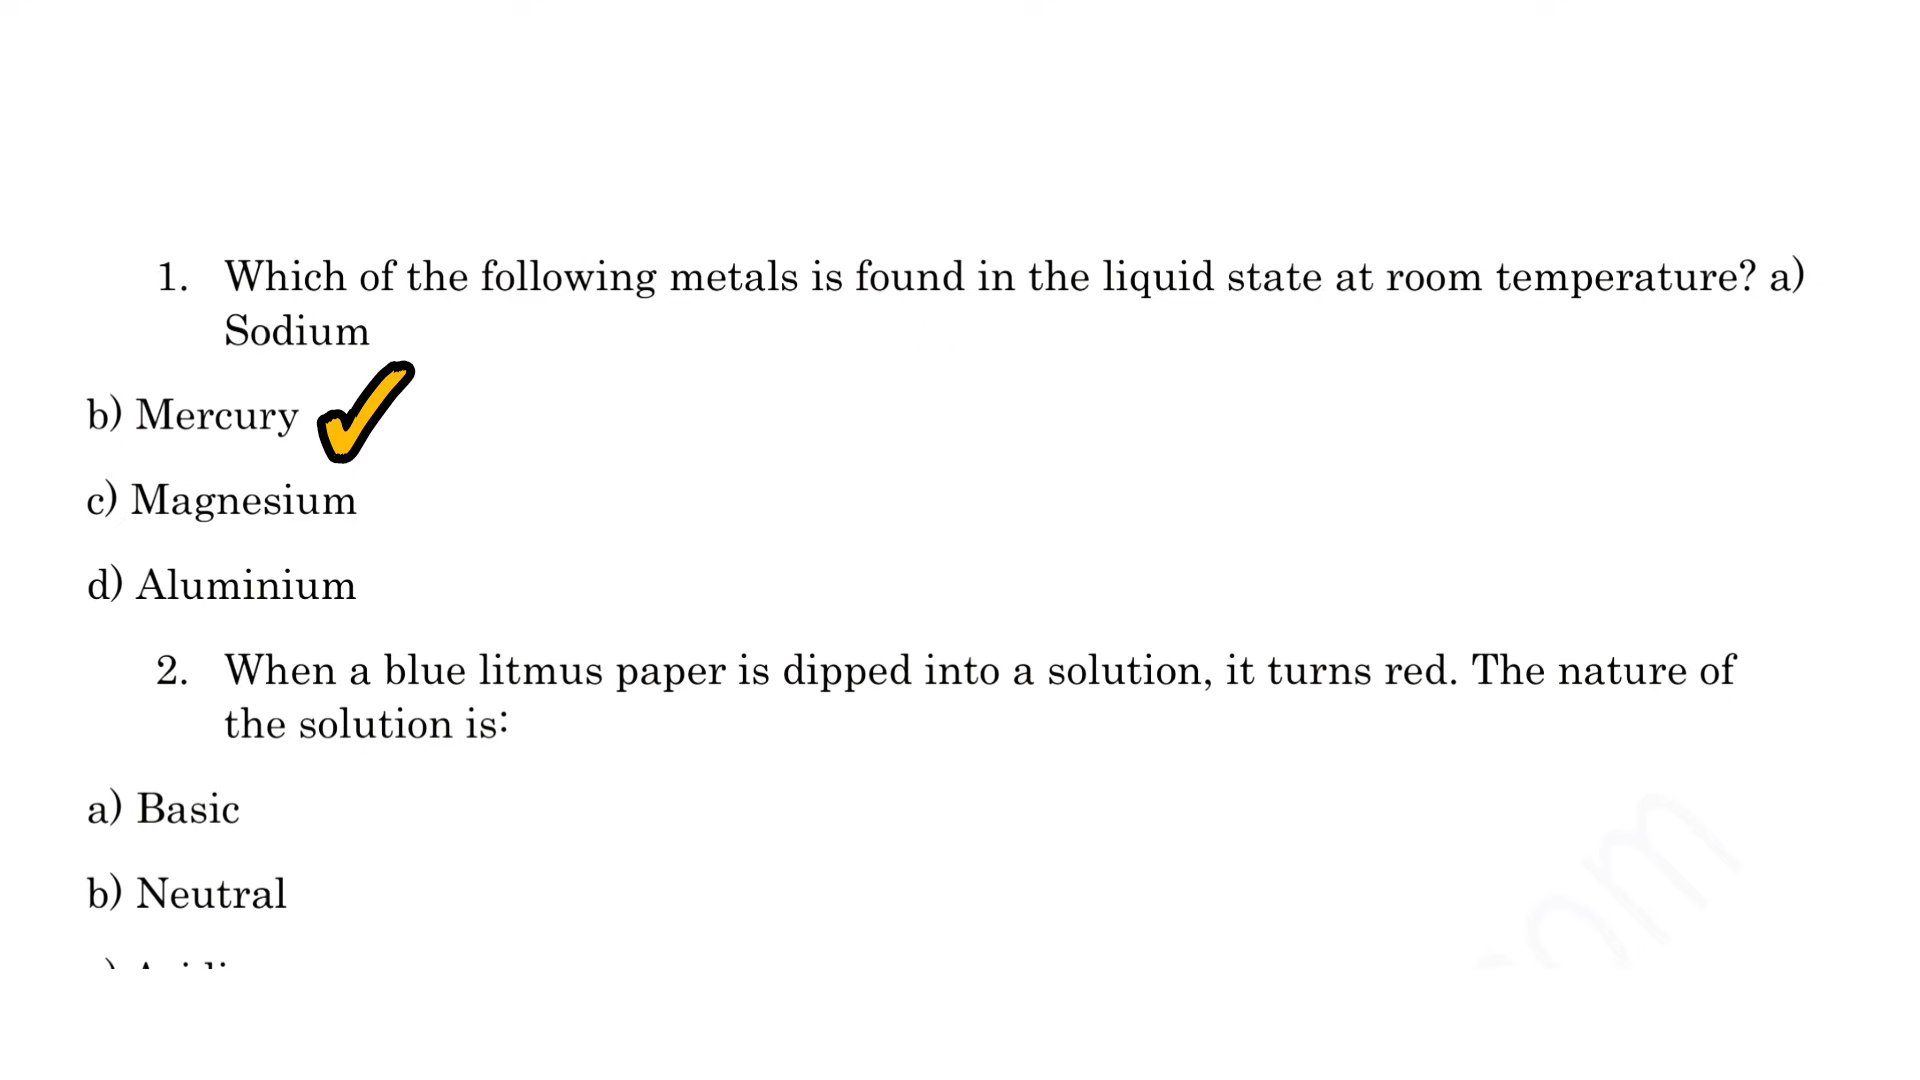 1. Which of the following metals is found in the liquid state at room temperature? a)
Sodium
b) Mercury
c) Magnesium
d) Aluminium
2. When a blue litmus paper is dipped into a solution, it turns red. The nature of
the solution is:
a) Basic
b) Neutral